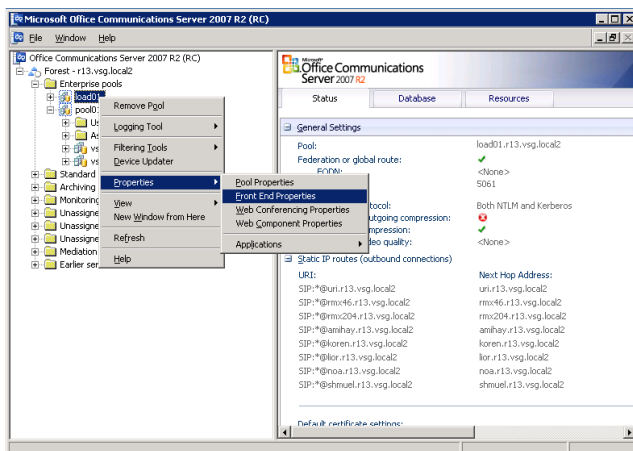 Microsoft Office Communications Server 2007 R2 (RC)
File Window Help
Office Communications Server 2007 R2 (RC)
Forest - r13.vsg.local2
Enterprise pools
load01
pool01
Us
As
vs
vs
Standard
Archiving
Monitoring
Unassigne
Unassigne
Unassigne
Mediation
Earlier ser
Remove Pool
Logging Tool
Filtering Tools
Device Updater
Properties
View
New Window from Here
Refresh
Help
Pool Properties
Front End Properties
Web Conferencing Properties
Web Component Properties
Applications
Microsoft
Office Communications
Server 2007 R2
Status Database Resources
General Settings
Pool: load01.r13.vsg.local2
Federation or global route:
FQDN: <None>
5061
tocol: Both NTLM and Kerberos
utgoing compression:
mpression:
deo quality: <None>
Static IP routes (outbound connections)
URI: Next Hop Address:
SIP:*@uri.r13.vsg.local2 uri.r13.vsg.local2
SIP:*@rmx46.r13.vsg.local2 rmx46.r13.vsg.local2
SIP:*@rmx204.r13.vsg.local2 rmx204.r13.vsg.local2
SIP:*@amihay.r13.vsg.local2 amihay.r13.vsg.local2
SIP:*@koren.r13.vsg.local2 koren.r13.vsg.local2
SIP:*@lior.r13.vsg.local2 lior.r13.vsg.local2
SIP:*@noa.r13.vsg.local2 noa.r13.vsg.local2
SIP:*@shmuel.r13.vsg.local2 shmuel.r13.vsg.local2
Default certificate settings: